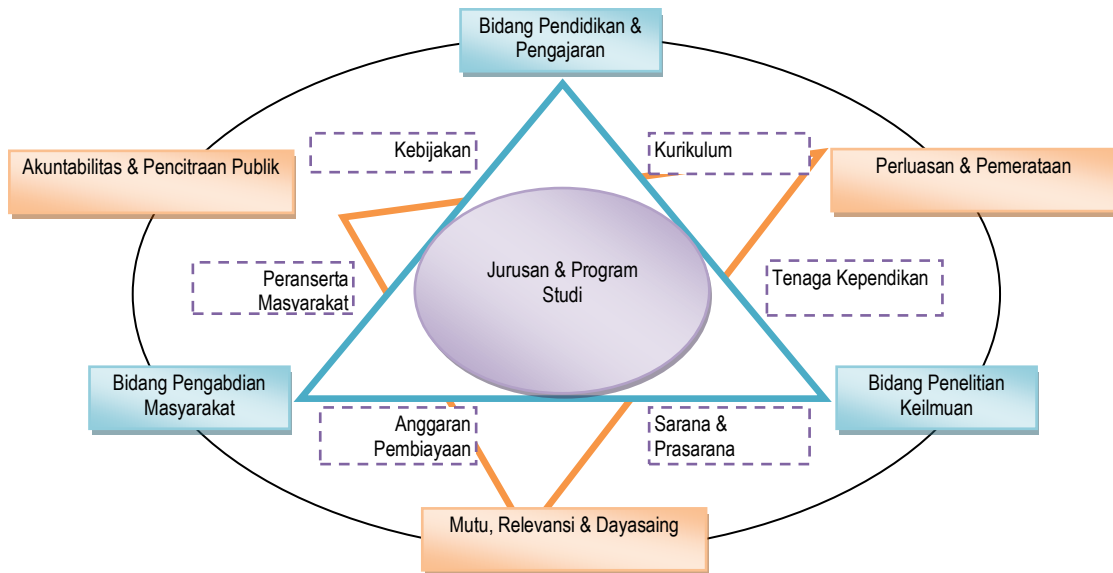 Bidang Pendidikan &
Pengajaran
Kebijakan
Kurikulum
Akuntabilitas & Pencitraan Publik
Perluasan & Pemerataan
Jurusan & Program
Studi
Peranserta
Masyarakat
Tenaga Kependikan
Bidang Pengabdian
Masyarakat
Bidang Penelitian
Keilmuan
Anggaran
Pembiayaan
Sarana &
Prasarana
Mutu, Relevansi & Dayasaing